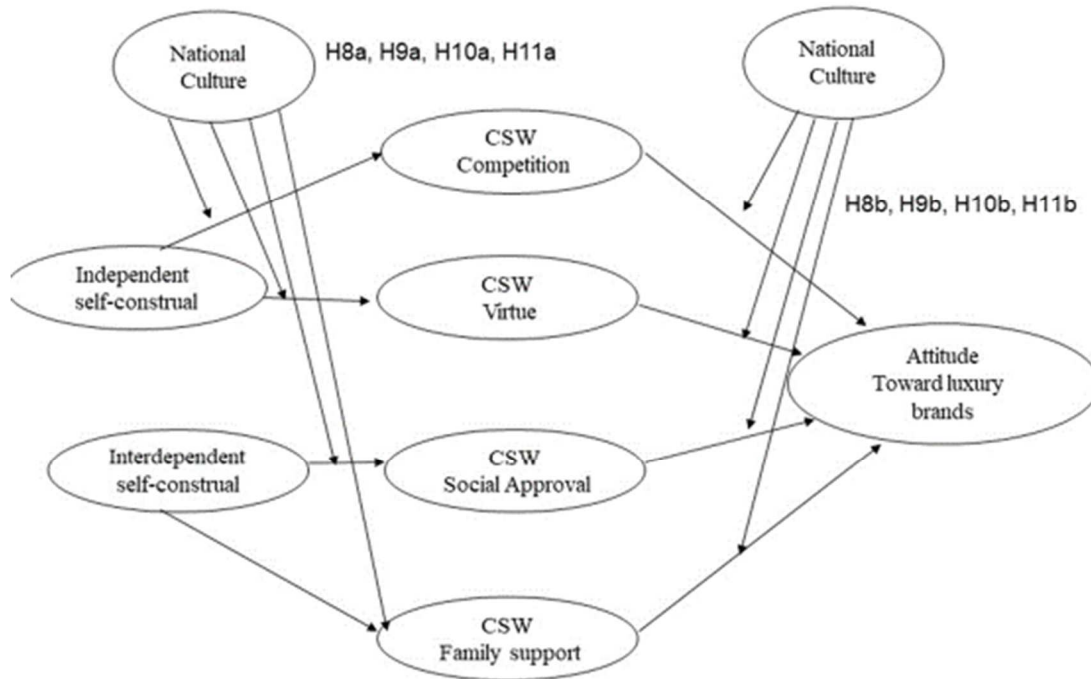 National
Culture
H8a, H9a, H10a, H11a
National
Culture
CSW
Competition
H8b, H9b, H10b, H11b
Independent
self-construal
CSW
Virtue
Attitude
Toward luxury
brands
Interdependent
self-construal
CSW
Social Approval
CSW
Family support